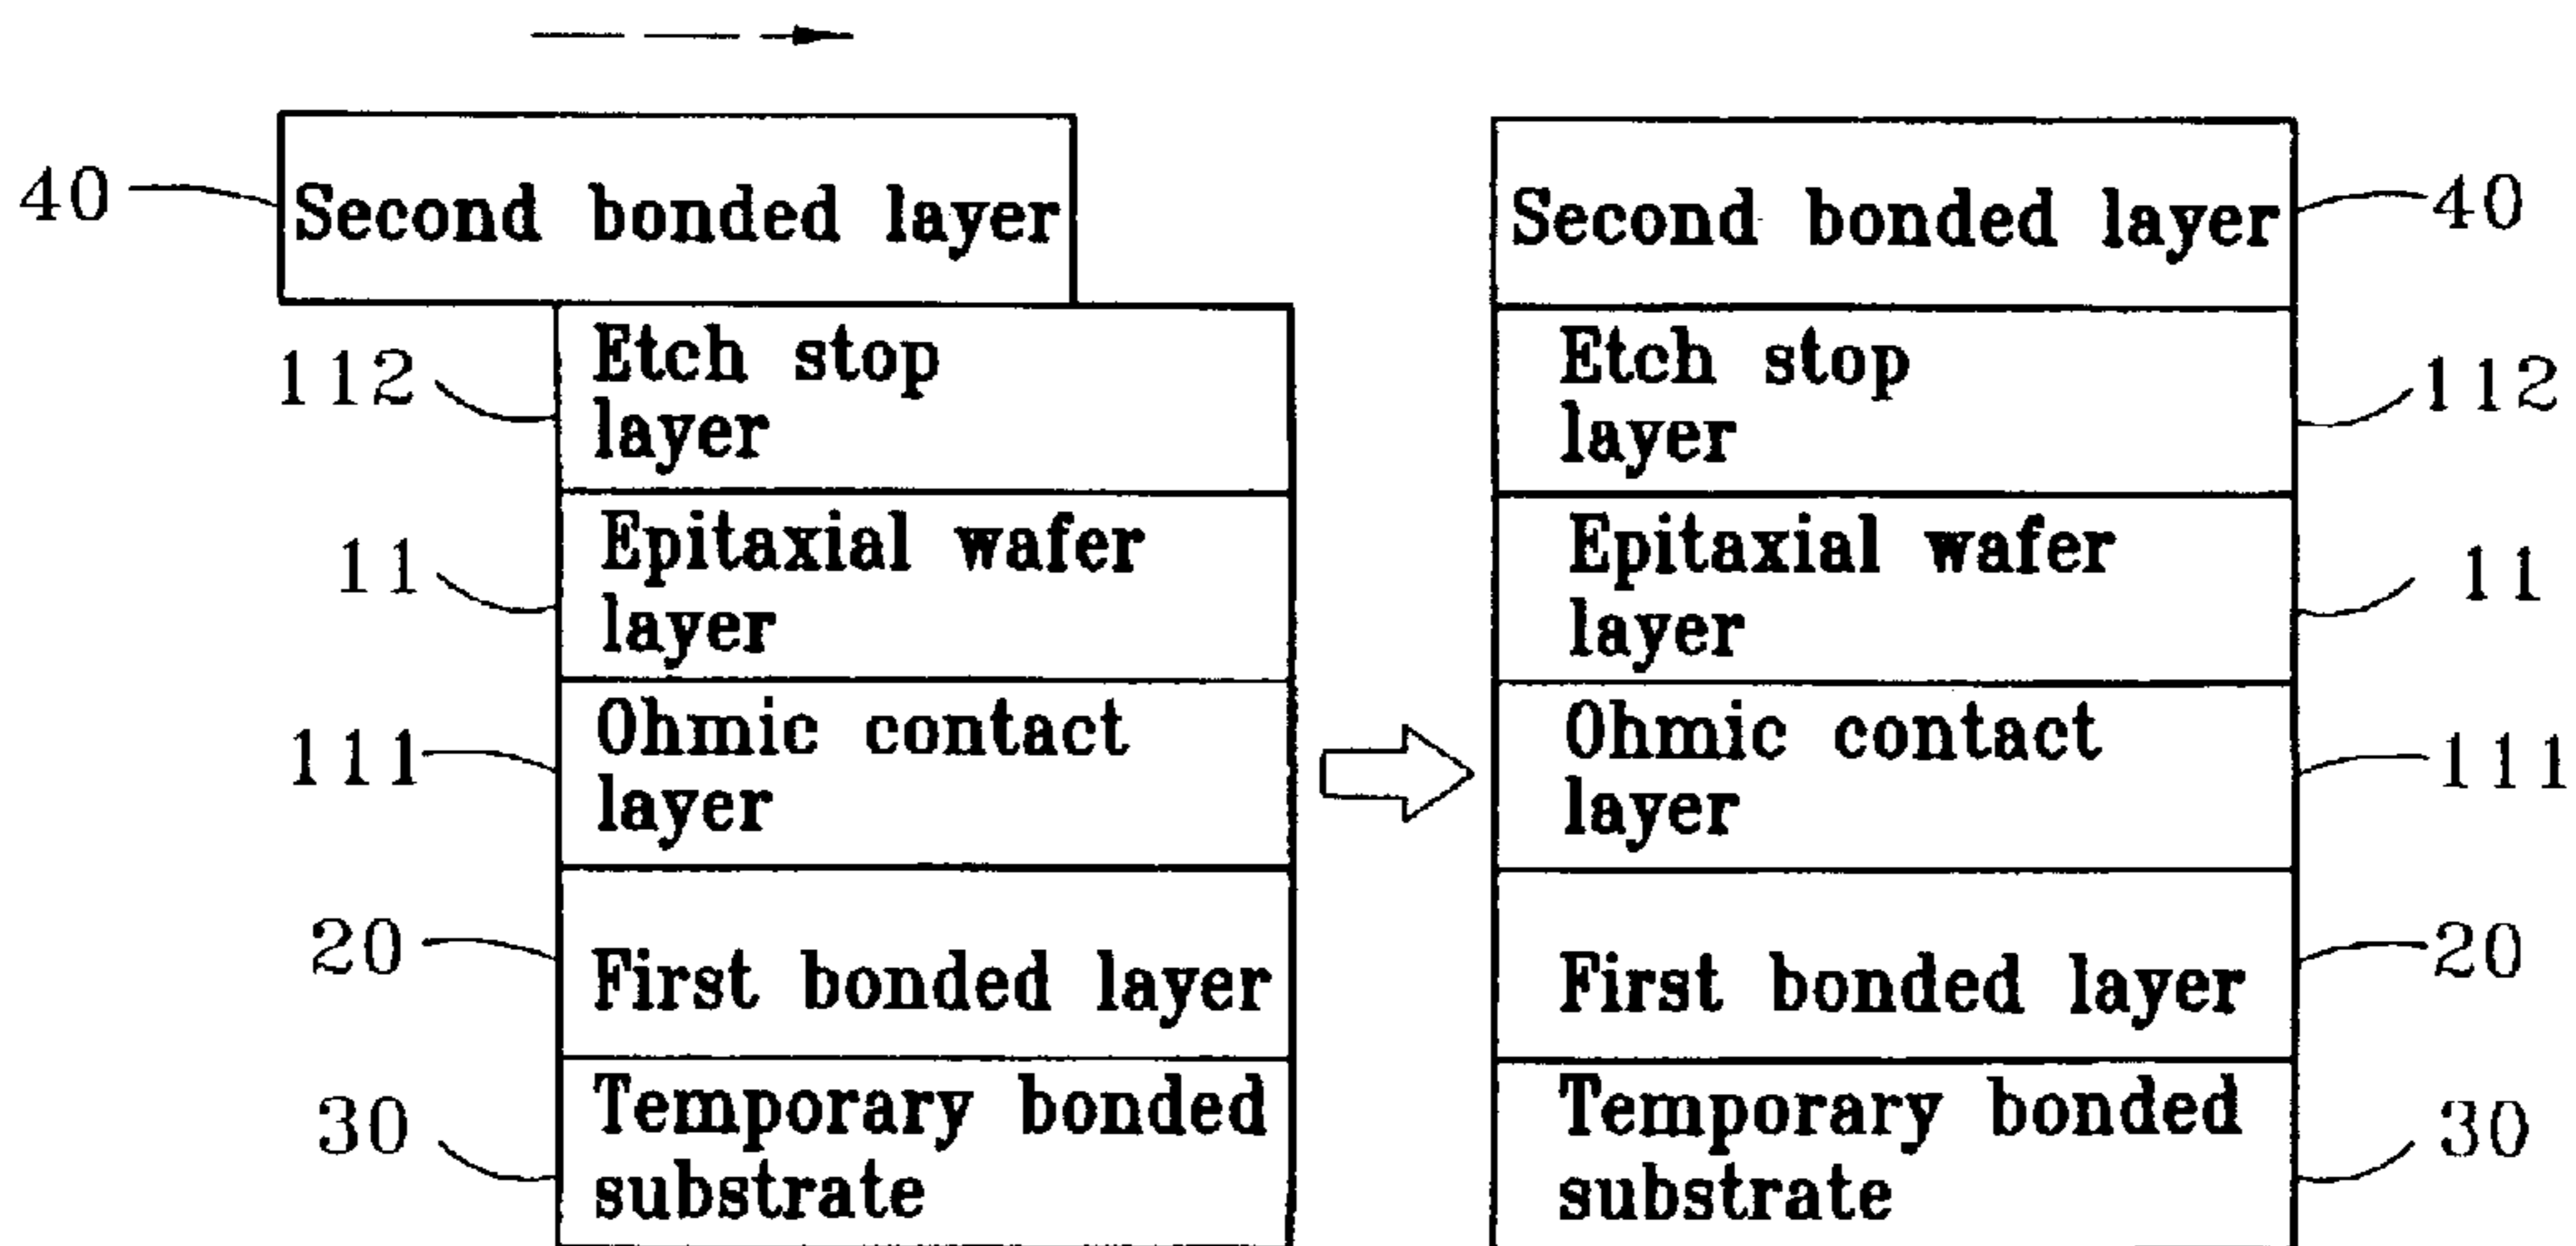 40
Second bonded layer
112
Etch stop
layer
11
Epitaxial wafer
layer
111
Ohmic contact
layer
20
First bonded layer
30
Temporary bonded
substrate
Second bonded layer
40
Etch stop
layer
112
Epitaxial wafer
layer
11
Ohmic contact
layer
111
First bonded layer
20
Temporary bonded
substrate
30